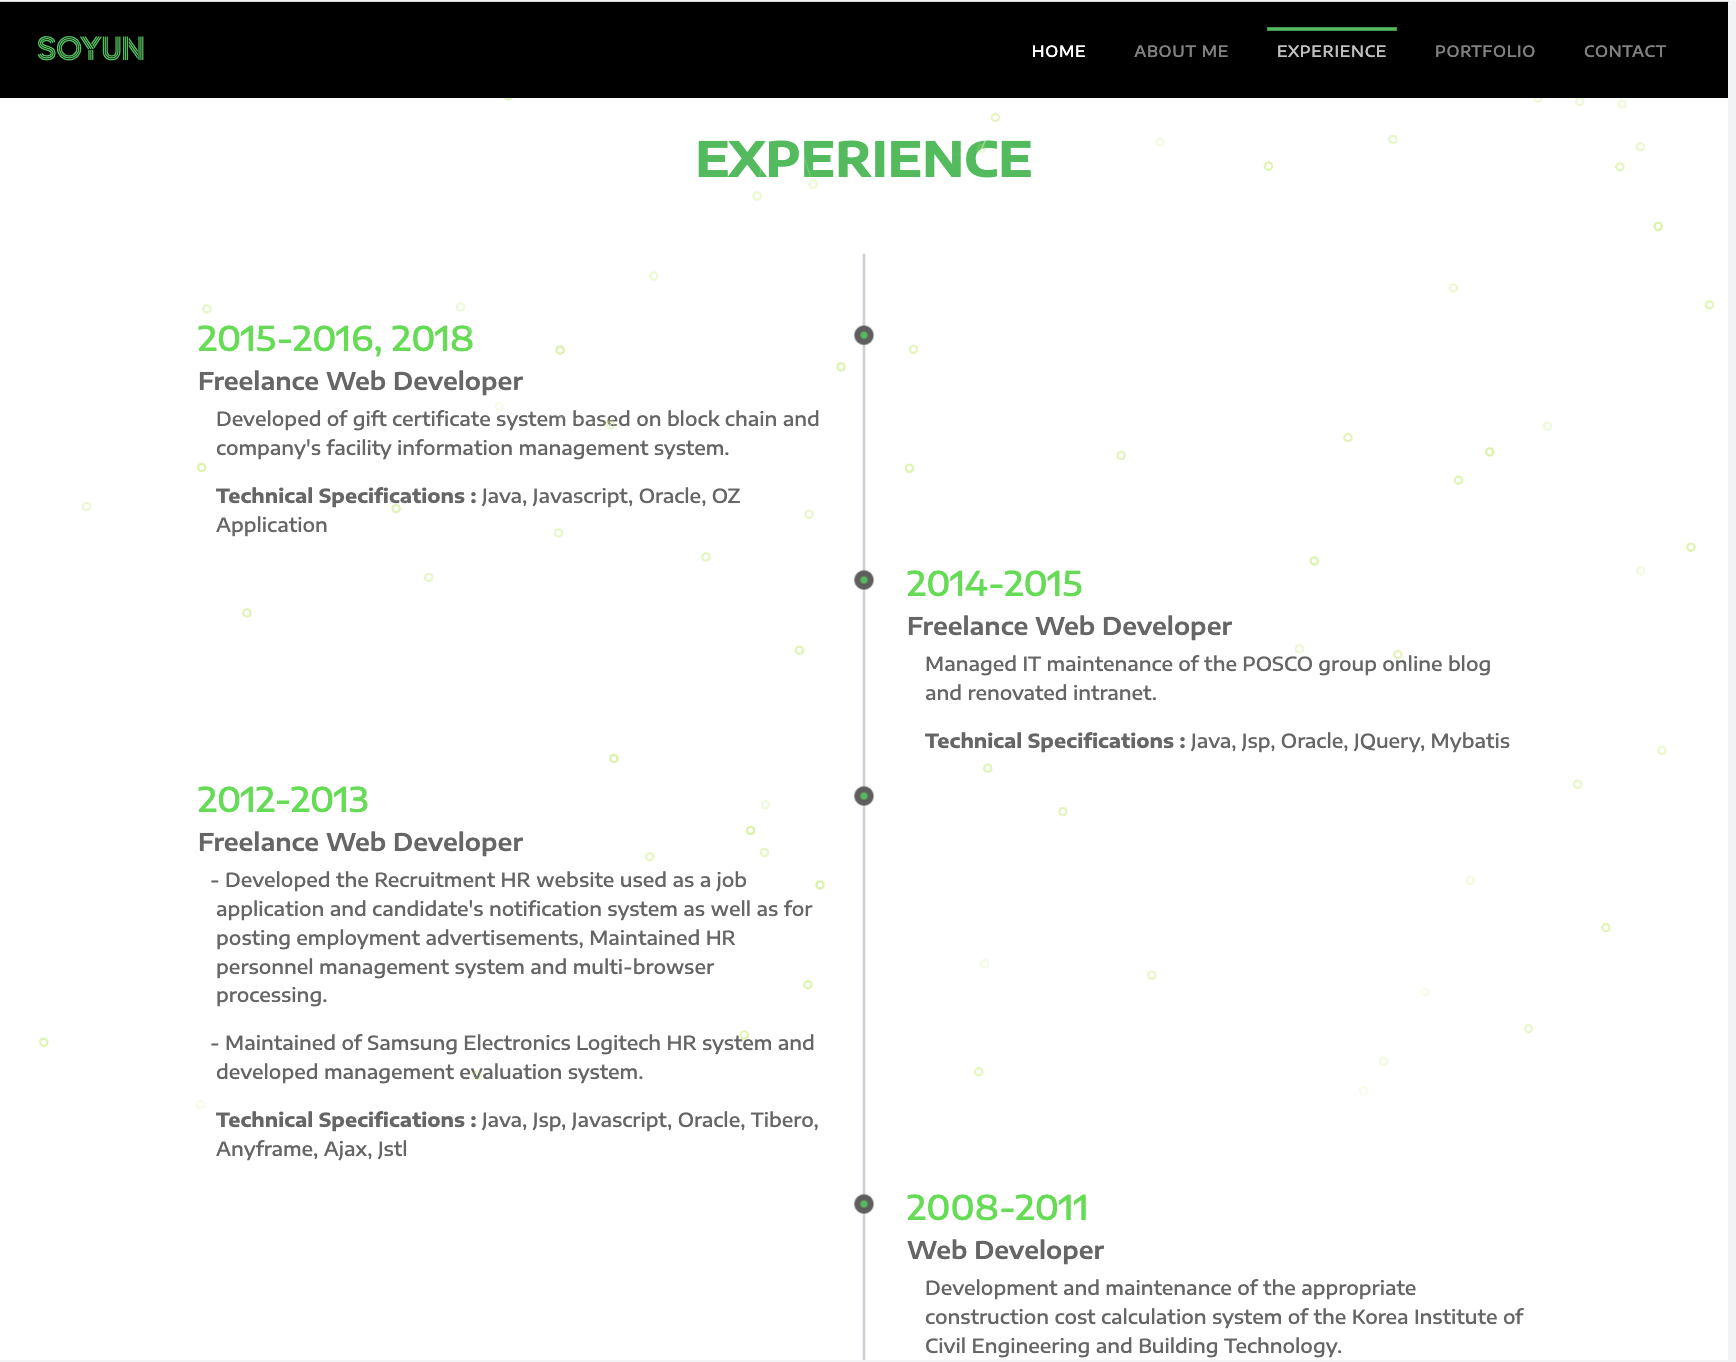 SOYUN
HOME ABOUT ME EXPERIENCE PORTFOLIO CONTACT
EXPERIENCE
2015-2016, 2018
Freelance Web Developer
Developed of gift certificate system based on block chain and
company's facility information management system.
Technical Specifications : Java, Javascript, Oracle, OZ
Application
2014-2015
Freelance Web Developer
Managed IT maintenance of the POSCO group online blog
and renovated intranet.
Technical Specifications : Java, Jsp, Oracle, JQuery, Mybatis
2012-2013
Freelance Web Developer
- Developed the Recruitment HR website used as a job
application and candidate's notification system as well as for
posting employment advertisements, Maintained HR
personnel management system and multi-browser
processing.
- Maintained of Samsung Electronics Logitech HR system and
developed management evaluation system.
Technical Specifications : Java, Jsp, Javascript, Oracle, Tibero,
Anyframe, Ajax, Jstl
2008-2011
Web Developer
Development and maintenance of the appropriate
construction cost calculation system of the Korea Institute of
Civil Engineering and Building Technology.